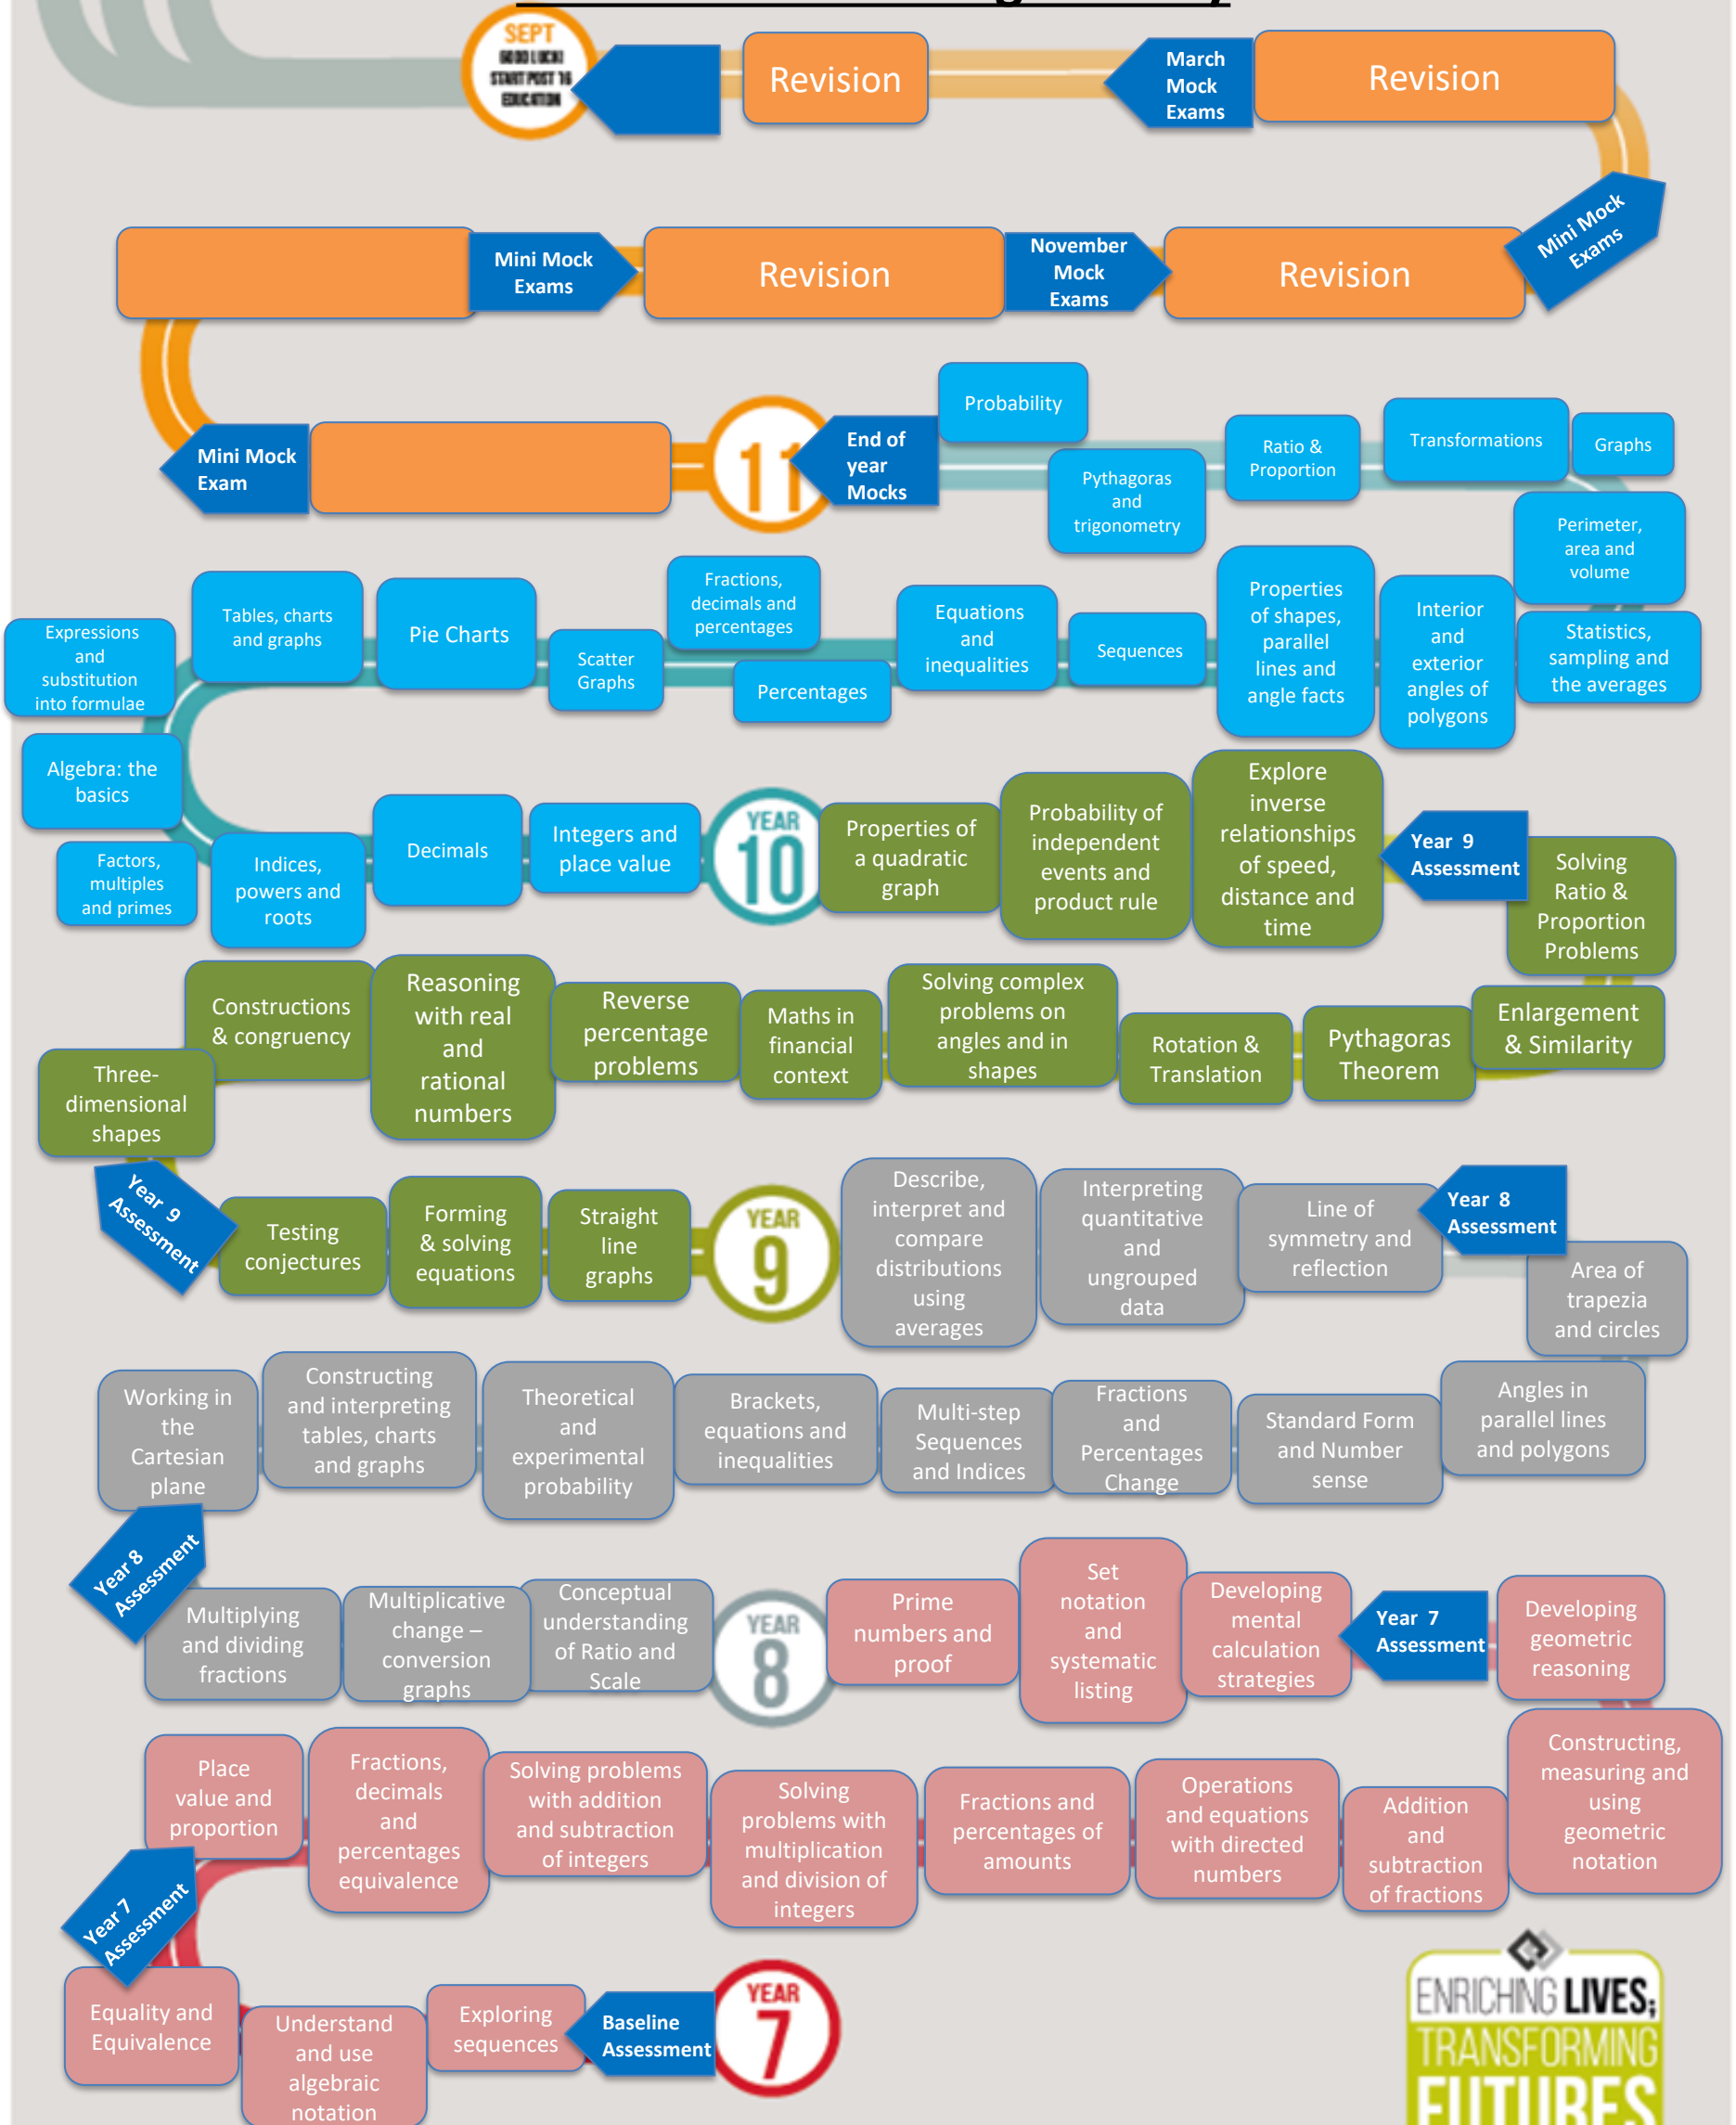 SEPT
GOOD LUCK!
START POST 16
EDUCATION
Revision
March
Mock
Exams
Revision
Mini Mock
Exams
Revision
November
Mock
Exams
Revision
Mini Mock
Exams
Mini Mock
Exam
11
End of
year
Mocks
Probability
Pythagoras
and
trigonometry
Ratio &
Proportion
Transformations
Graphs
Perimeter,
area and
volume
Expressions
and
substitution
into formulae
Tables, charts
and graphs
Pie Charts
Scatter
Graphs
Fractions,
decimals and
percentages
Percentages
Equations
and
inequalities
Sequences
Properties
of shapes,
parallel
lines and
angle facts
Interior
and
exterior
angles of
polygons
Statistics,
sampling and
the averages
Algebra: the
basics
Factors,
multiples
and primes
Indices,
powers and
roots
Decimals
Integers and
place value
YEAR
10
Properties of
a quadratic
graph
Probability of
independent
events and
product rule
Explore
inverse
relationships
of speed,
distance and
time
Year 9
Assessment
Solving
Ratio &
Proportion
Problems
Three-
dimensional
shapes
Constructions
& congruency
Reasoning
with real
and
rational
numbers
Reverse
percentage
problems
Maths in
financial
context
Solving complex
problems on
angles and in
shapes
Rotation &
Translation
Pythagoras
Theorem
Enlargement
& Similarity
Year 9
Assessment
Testing
conjectures
Forming
& solving
equations
Straight
line
graphs
YEAR
9
Describe,
interpret and
compare
distributions
using
averages
Interpreting
quantitative
and
ungrouped
data
Line of
symmetry and
reflection
Year 8
Assessment
Area of
trapezia
and circles
Working in
the
Cartesian
plane
Constructing
and interpreting
tables, charts
and graphs
Theoretical
and
experimental
probability
Brackets,
equations and
inequalities
Multi-step
Sequences
and Indices
Fractions
and
Percentages
Change
Standard Form
and Number
sense
Angles in
parallel lines
and polygons
Year 8
Assessment
Multiplying
and dividing
fractions
Multiplicative
change –
conversion
graphs
Conceptual
understanding
of Ratio and
Scale
YEAR
8
Prime
numbers and
proof
Set
notation
and
systematic
listing
Developing
mental
calculation
strategies
Year 7
Assessment
Developing
geometric
reasoning
Place
value and
proportion
Fractions,
decimals
and
percentages
equivalence
Solving problems
with addition
and subtraction
of integers
Solving
problems with
multiplication
and division of
integers
Fractions and
percentages of
amounts
Operations
and equations
with directed
numbers
Addition
and
subtraction
of fractions
Constructing,
measuring and
using
geometric
notation
Year 7
Assessment
Equality and
Equivalence
Understand
and use
algebraic
notation
Exploring
sequences
Baseline
Assessment
YEAR
7
ENRICHING LIVES;
TRANSFORMING
FUTURES